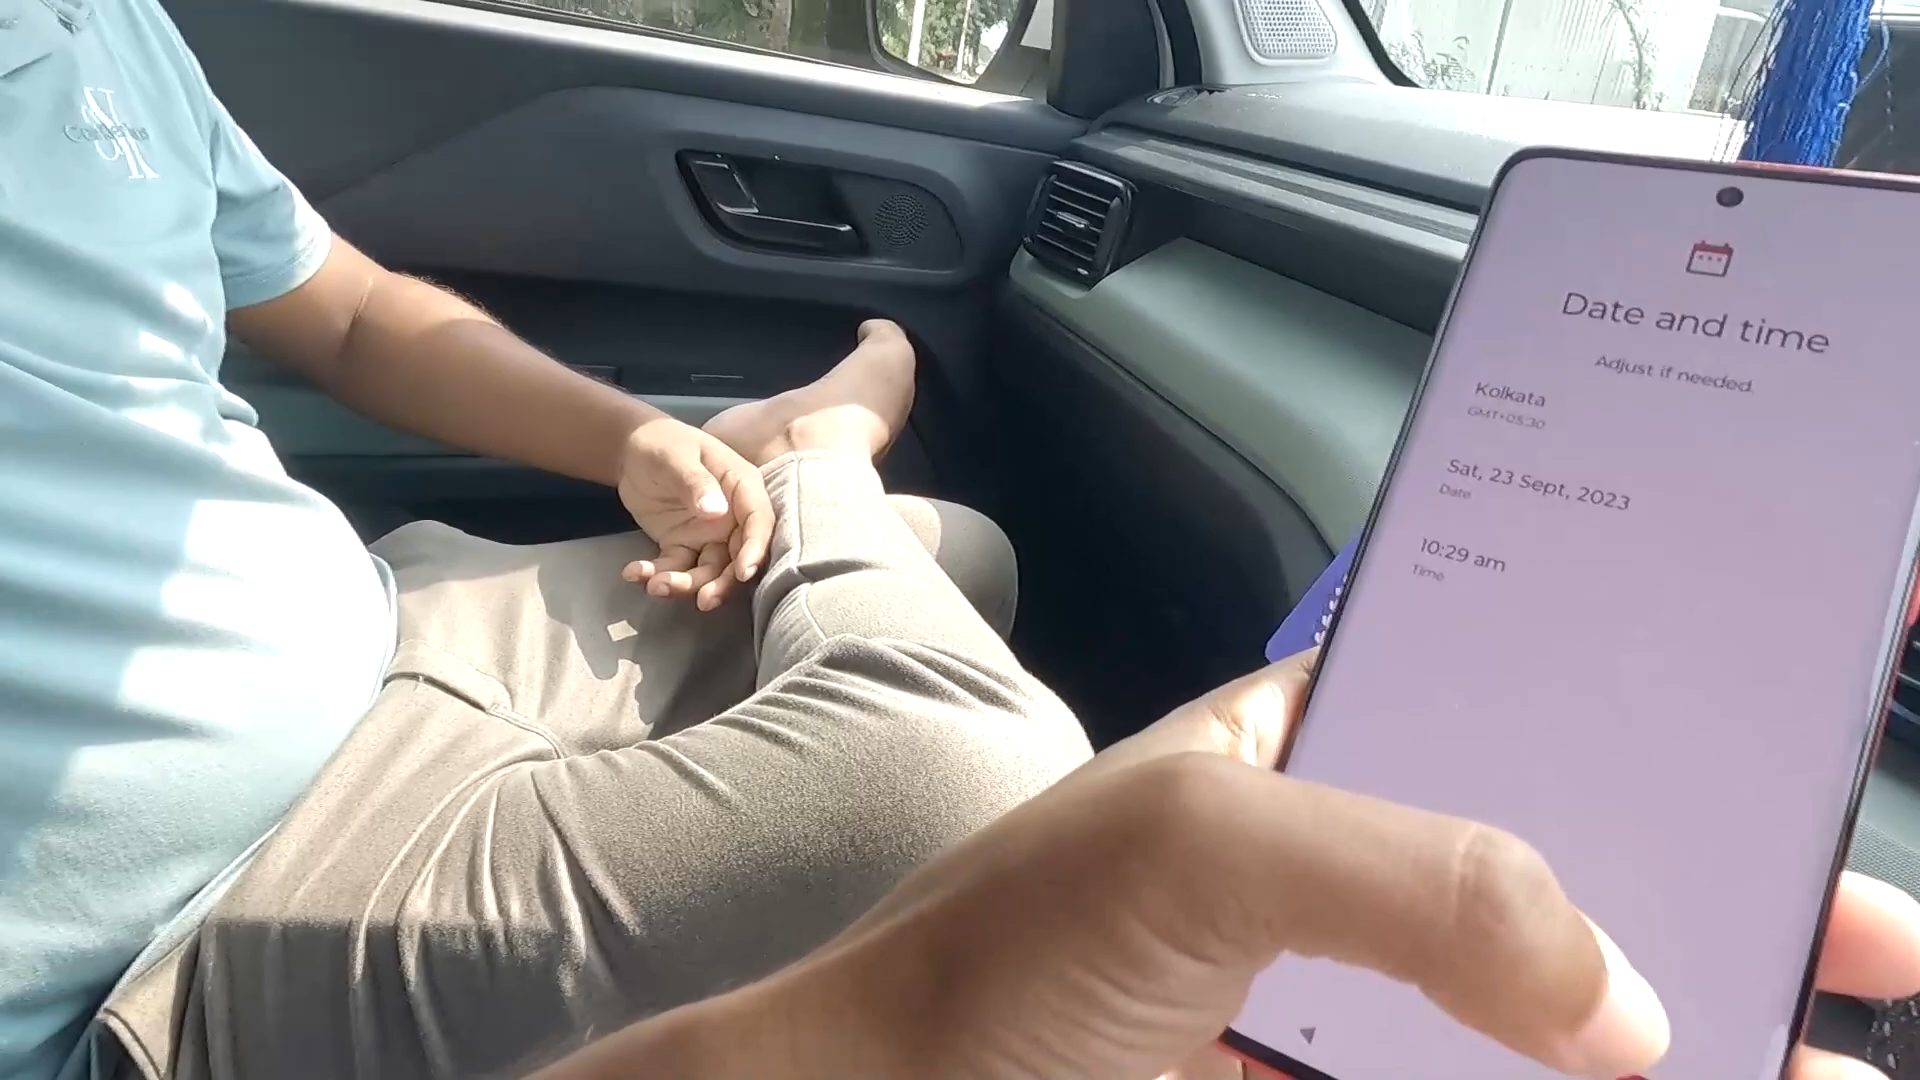 Date and time
Adjust if needed.
Kolkata
GMT+05:30
Sat, 23 Sept, 2023
Date
10:29 am
Time